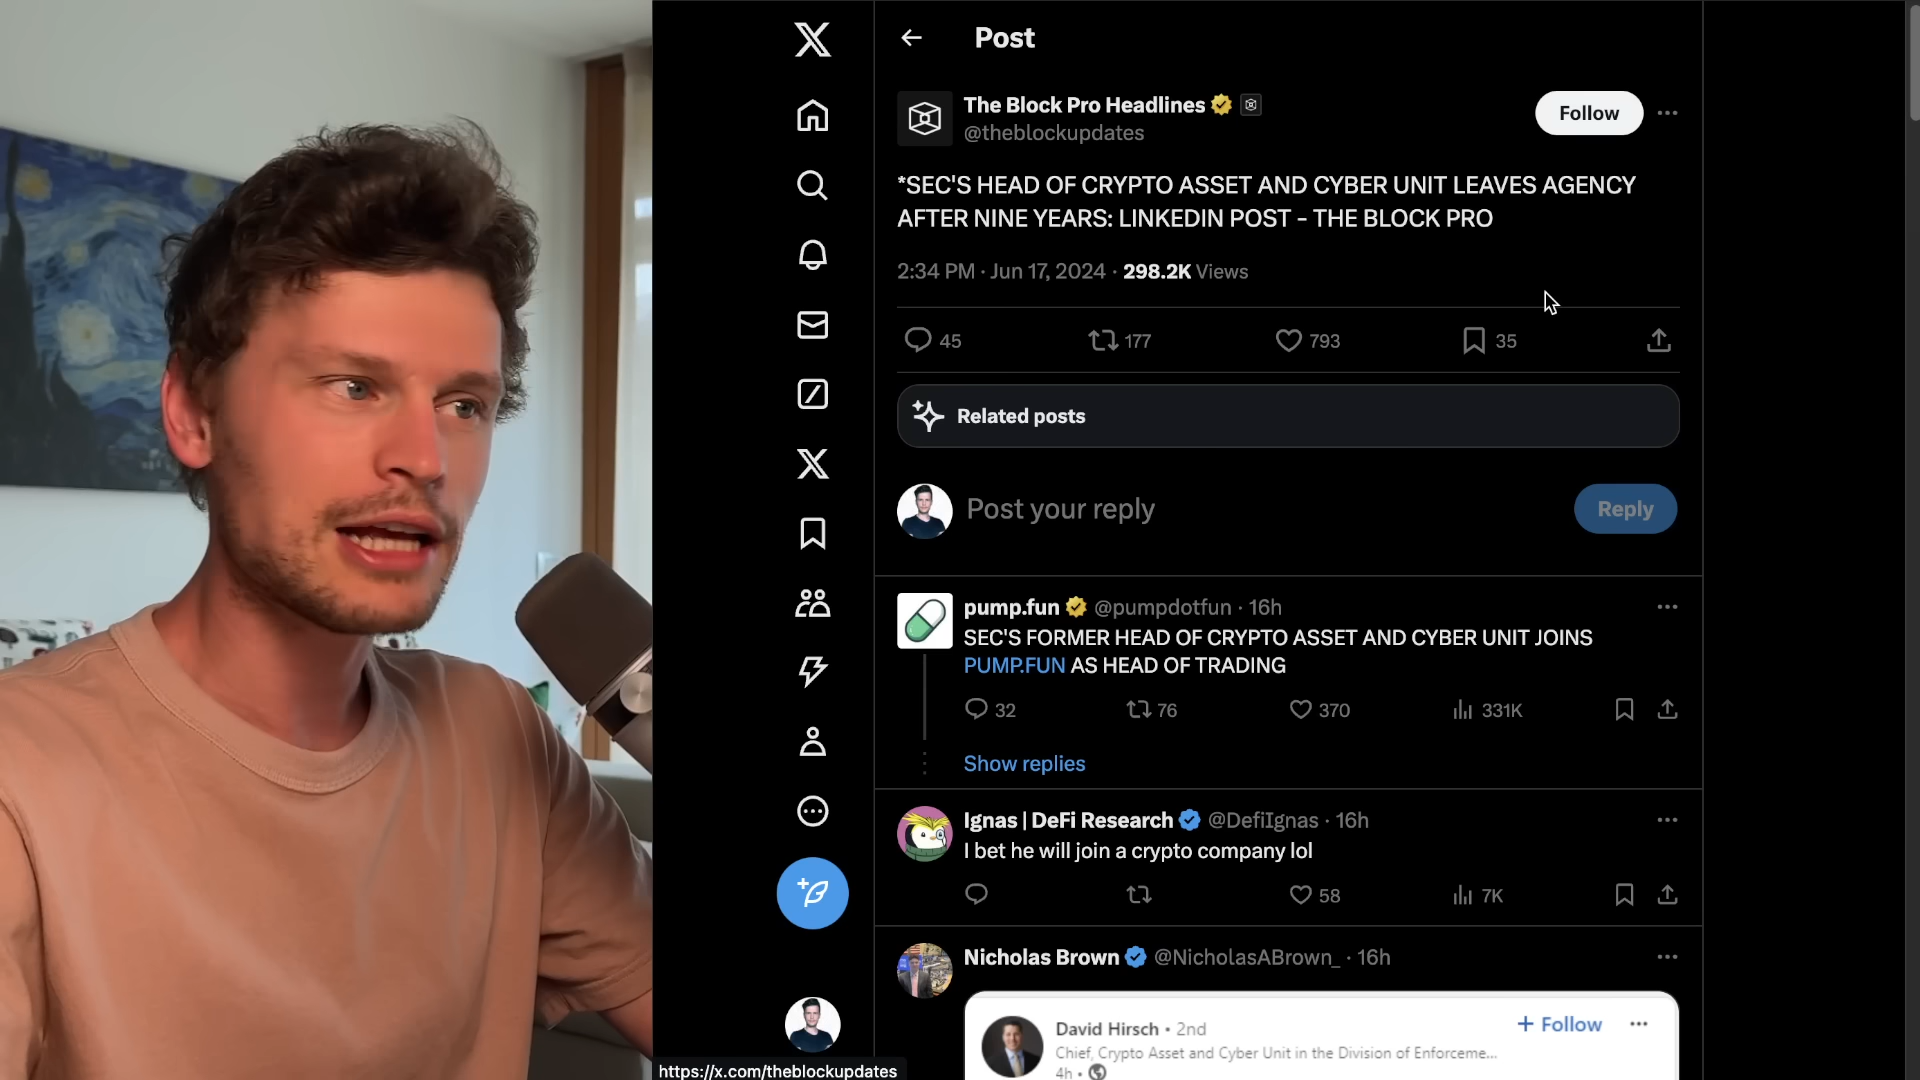 Post
The Block Pro Headlines
@theblockupdates
Follow
*SEC'S HEAD OF CRYPTO ASSET AND CYBER UNIT LEAVES AGENCY
AFTER NINE YEARS: LINKEDIN POST – THE BLOCK PRO
2:34 PM · Jun 17, 2024 · 298.2K Views
45 177 793 35
Related posts
Post your reply
Reply
pump.fun @pumpdotfun · 16h
SEC'S FORMER HEAD OF CRYPTO ASSET AND CYBER UNIT JOINS
PUMP.FUN AS HEAD OF TRADING
32 76 370 331K
Show replies
Ignas | DeFi Research @DefiIgnas · 16h
I bet he will join a crypto company lol
58 7K
Nicholas Brown @NicholasABrown_ · 16h
David Hirsch • 2nd
+ Follow
Chief, Crypto Asset and Cyber Unit in the Division of Enforceme...
4h •
https://x.com/theblockupdates